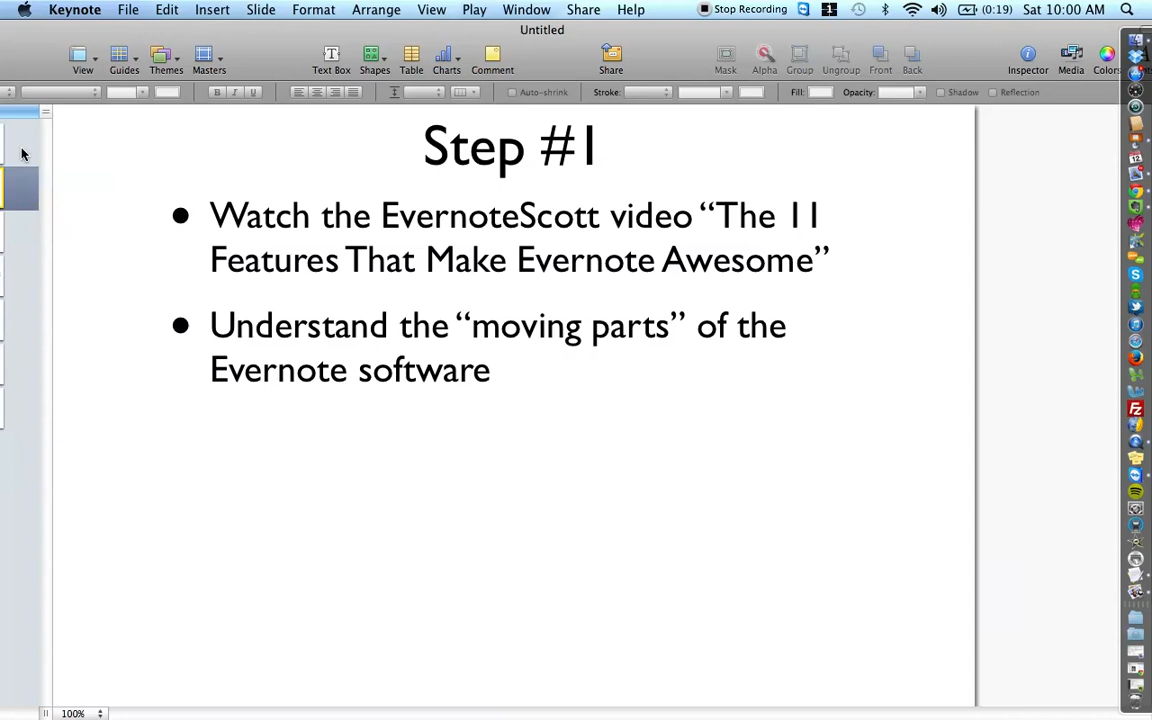 Keynote File Edit Insert Slide Format Arrange View Play Window Share Help Stop Recording 1 (0:19) Sat 10:00 AM
Untitled
View Guides Themes Masters Text Box Shapes Table Charts Comment Share Mask Alpha Group Ungroup Front Back Inspector Media Colors
B I U Auto-shrink Stroke: Fill: Opacity: Shadow Reflection
Step #1
• Watch the EvernoteScott video “The 11
Features That Make Evernote Awesome”
• Understand the “moving parts” of the
Evernote software
100%